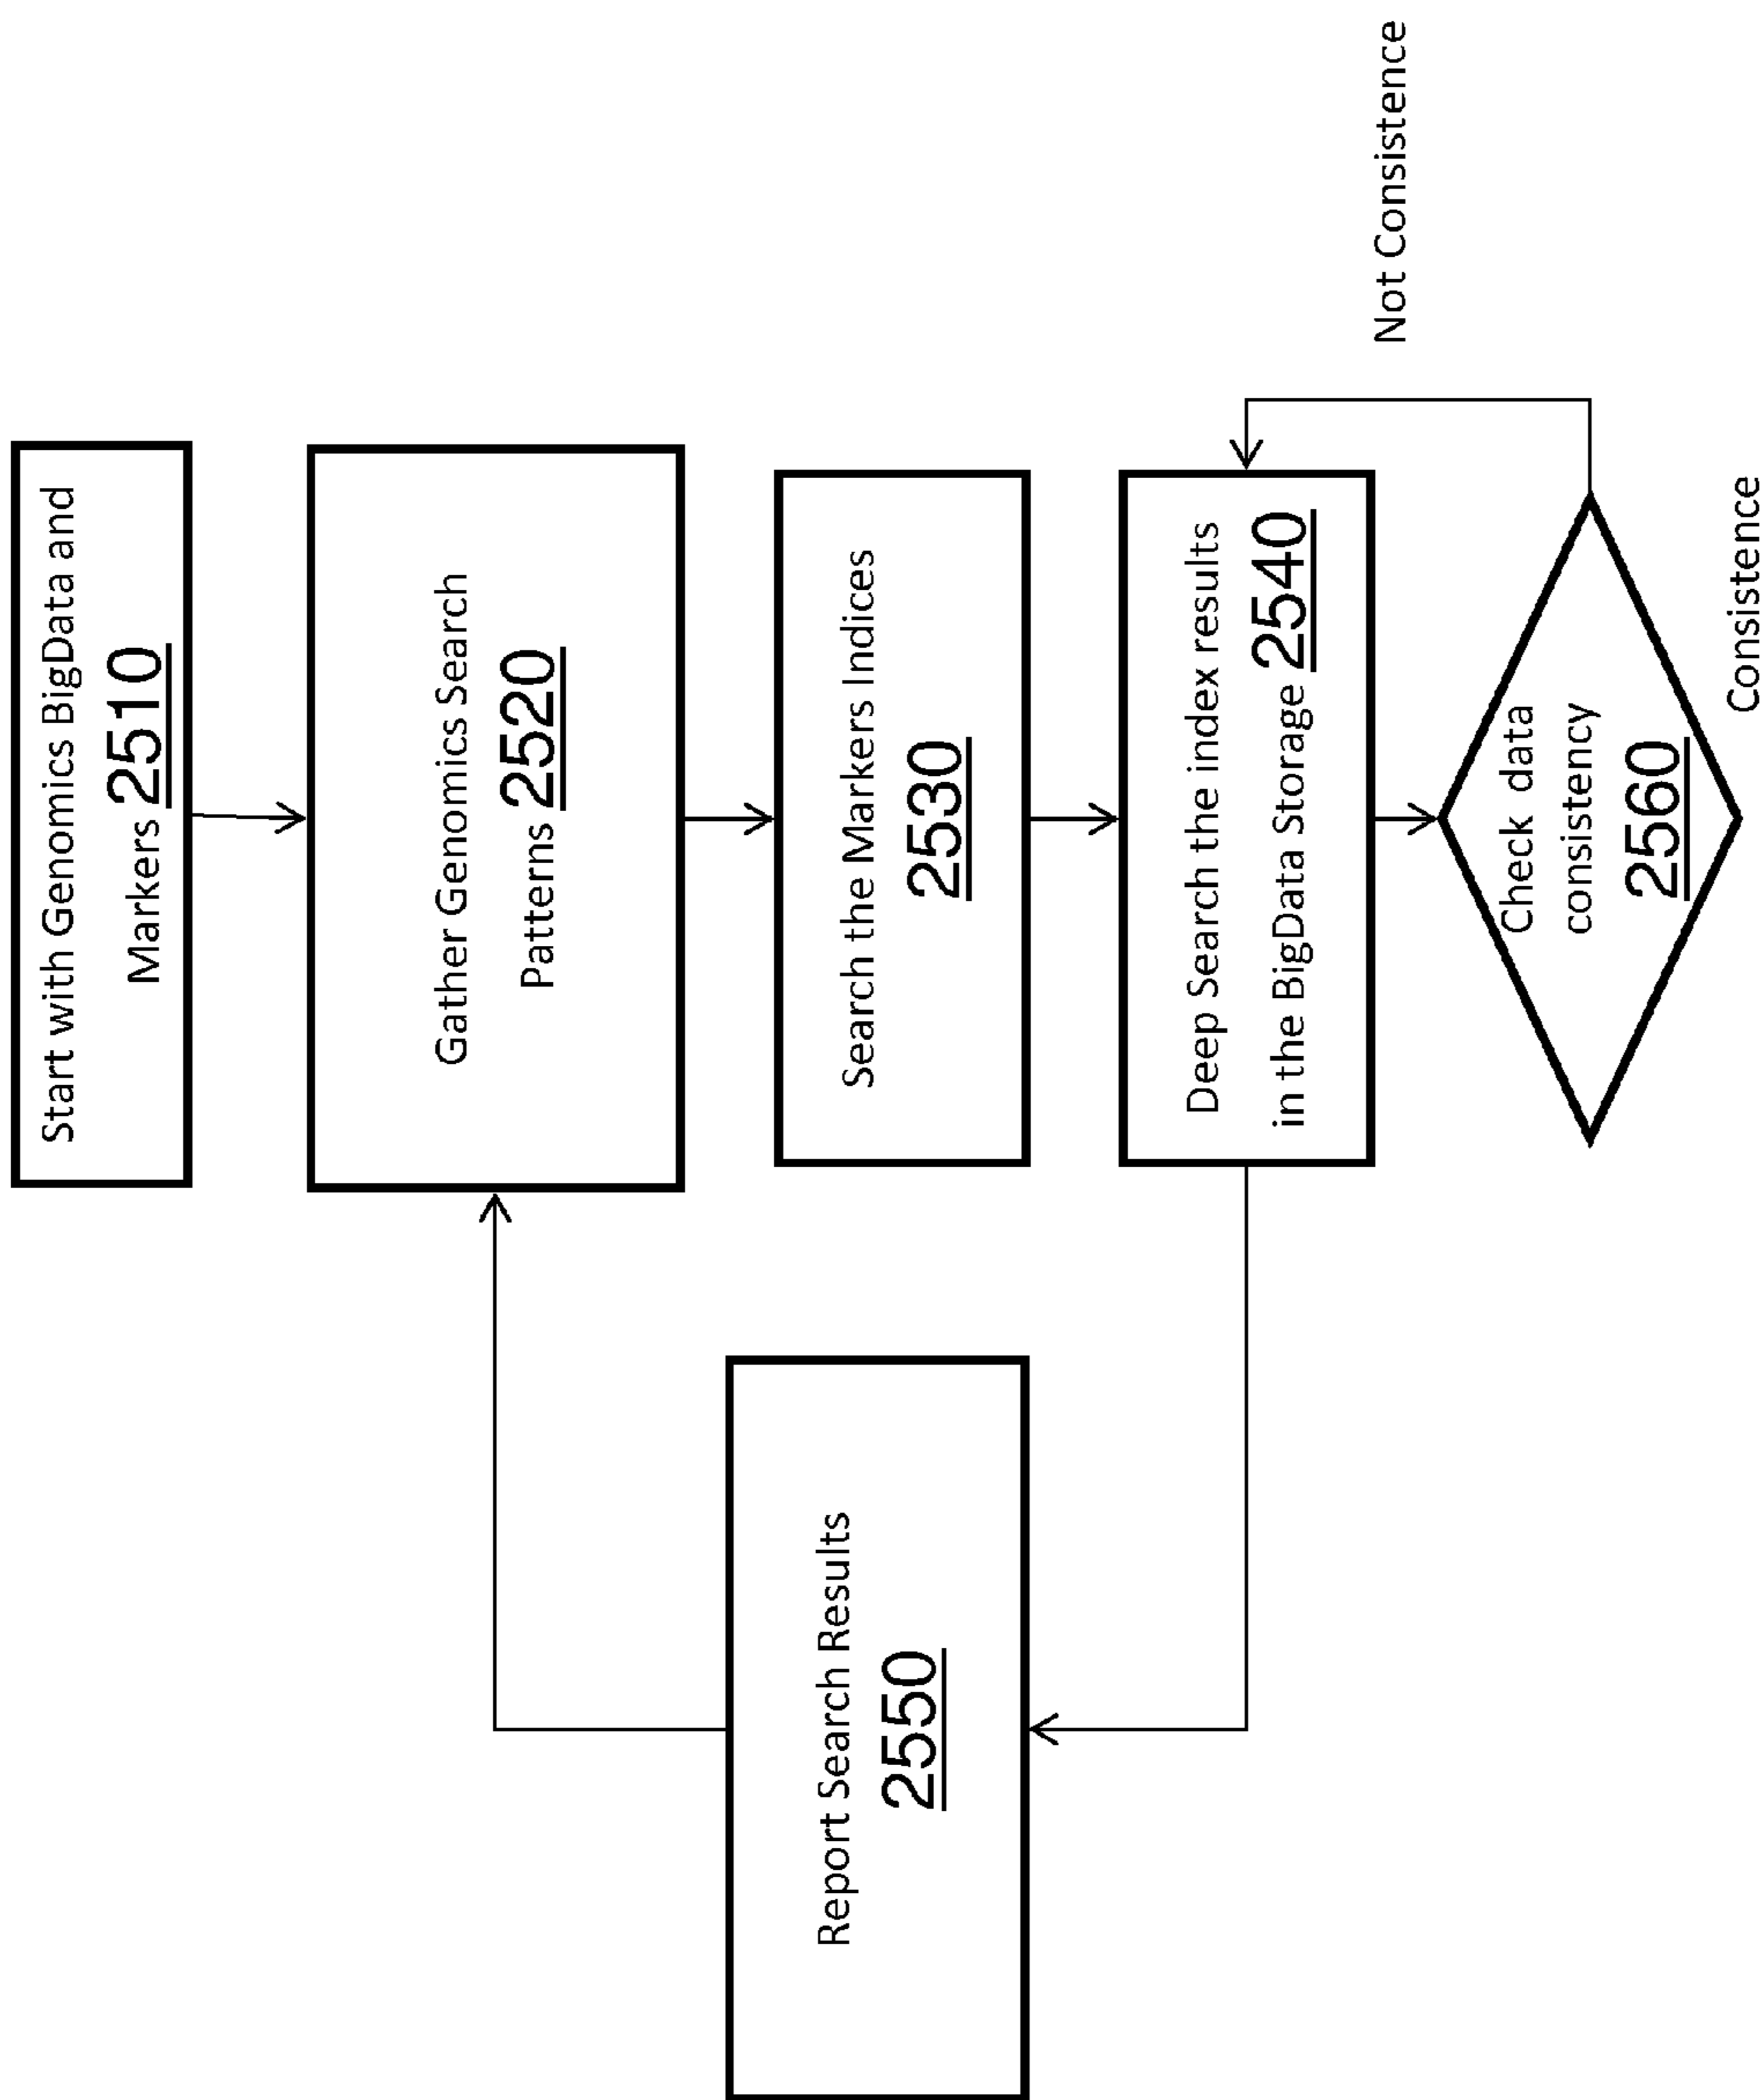 Start with Genomics BigData and
Markers 2510
Gather Genomics Search
Patterns 2520
Search the Markers Indices
2530
Deep Search the index results
in the BigData Storage 2540
Check data
consistency
2560
Not Consistence
Consistence
Report Search Results
2550